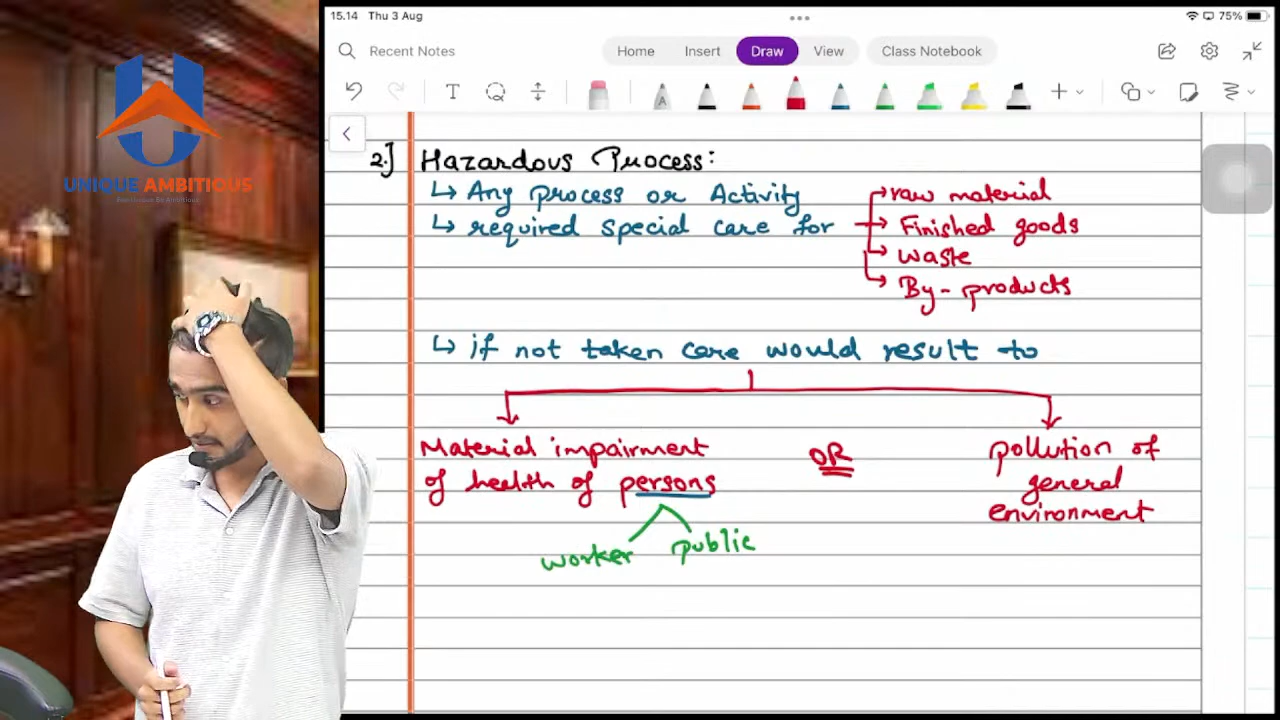 15.14 Thu 3 Aug
75%
Recent Notes
Home Insert Draw View Class Notebook
UNIQUE AMBITIOUS
2.] Hazardous Process:
↳ Any process or Activity
↳ required special care for
→ raw material
→ Finished goods
↳ waste
↳ By-products
↳ if not taken care would result to
Material impairment
of health of persons
OR
pollution of
general
environment
worker public